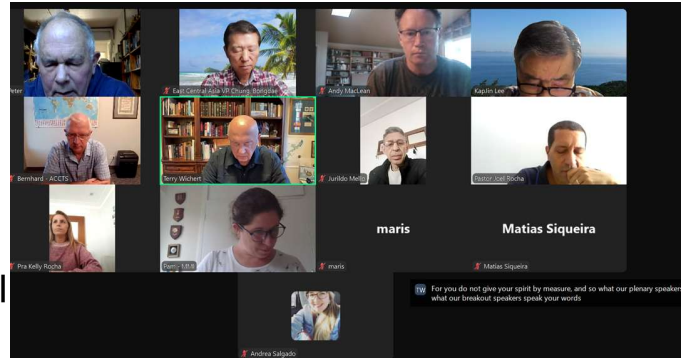 Peter
East Central Asia VP Chung, Bongdae
Andy MacLean
KapJin Lee
Bernhard - ACCTS
Terry Wichert
Jurildo Mello
Pastor Joel Rocha
Pra Kelly Rocha
maris
maris
Matias Siqueira
Matias Siqueira
TW
For you do not give your spirit by measure, and so what our plenary speakers
what our breakout speakers speak your words
Andrea Salgado